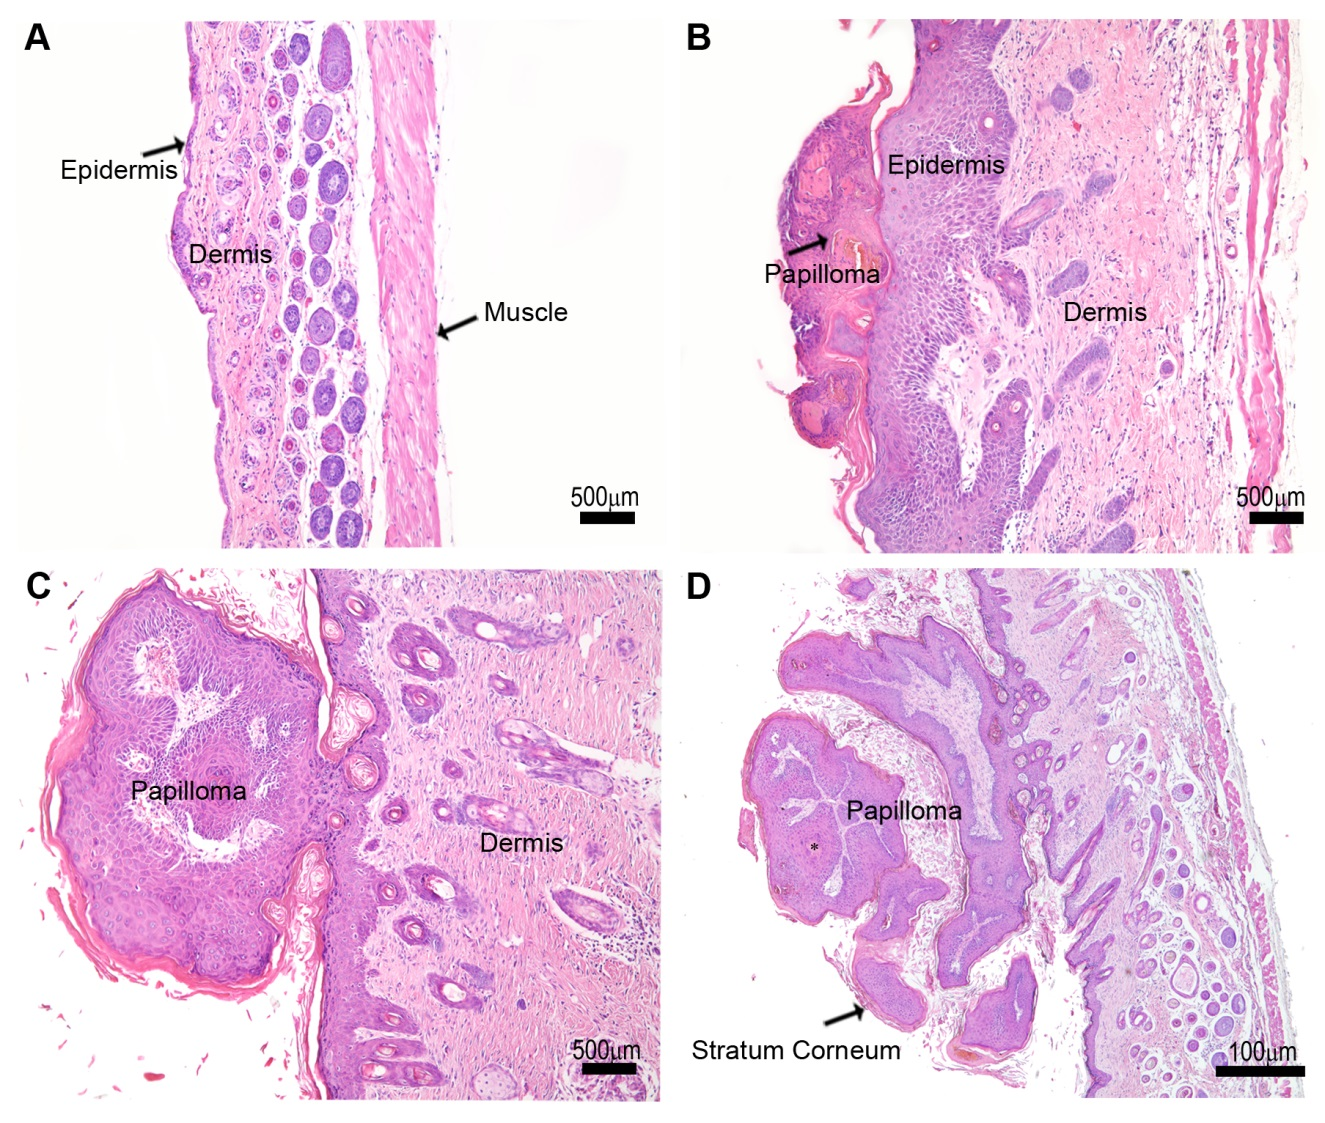 A
Epidermis
Dermis
Muscle
500μm
B
Epidermis
Papilloma
Dermis
500μm
C
Papilloma
Dermis
500μm
D
Papilloma
*
Stratum Corneum
100μm